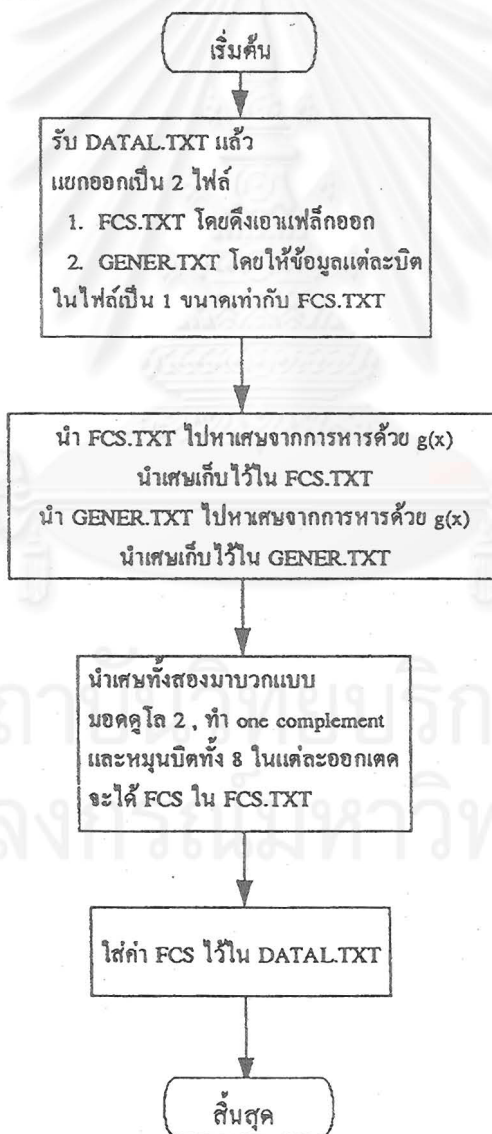 เริ่มต้น
รับ DATAL.TXT แล้ว
แยกออกเป็น 2 ไฟล์
1. FCS.TXT โดยดึงเอาแฟล็กออก
2. GENER.TXT โดยให้ข้อมูลแต่ละบิต
ในไฟล์เป็น 1 ขนาดเท่ากับ FCS.TXT
นำ FCS.TXT ไปหาเศษจากการหารด้วย g(x)
นำเศษเก็บไว้ใน FCS.TXT
นำ GENER.TXT ไปหาเศษจากการหารด้วย g(x)
นำเศษเก็บไว้ใน GENER.TXT
นำเศษทั้งสองมาบวกแบบ
มอดดูโล 2 , ทำ one complement
และหมุนบิตทั้ง 8 ในแต่ละออกเตด
จะได้ FCS ใน FCS.TXT
ใส่ค่า FCS ไว้ใน DATAL.TXT
สิ้นสุด